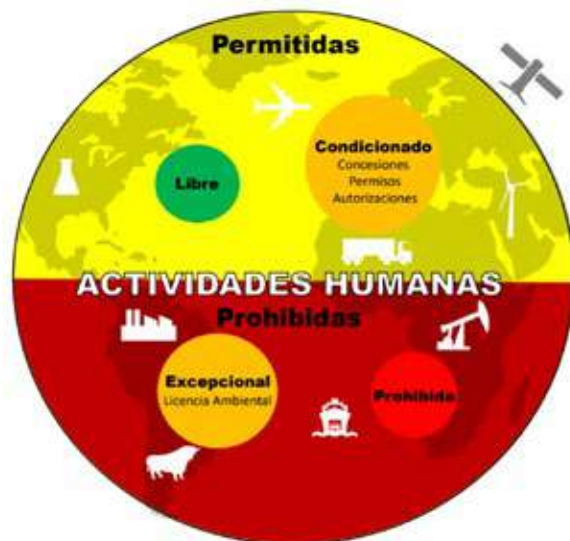 Permitidas
Condicionado
Concesiones
Permisos
Autorizaciones
Libre
ACTIVIDADES HUMANAS
Prohibidas
Excepcional
Licencia Ambiental
Prohibido